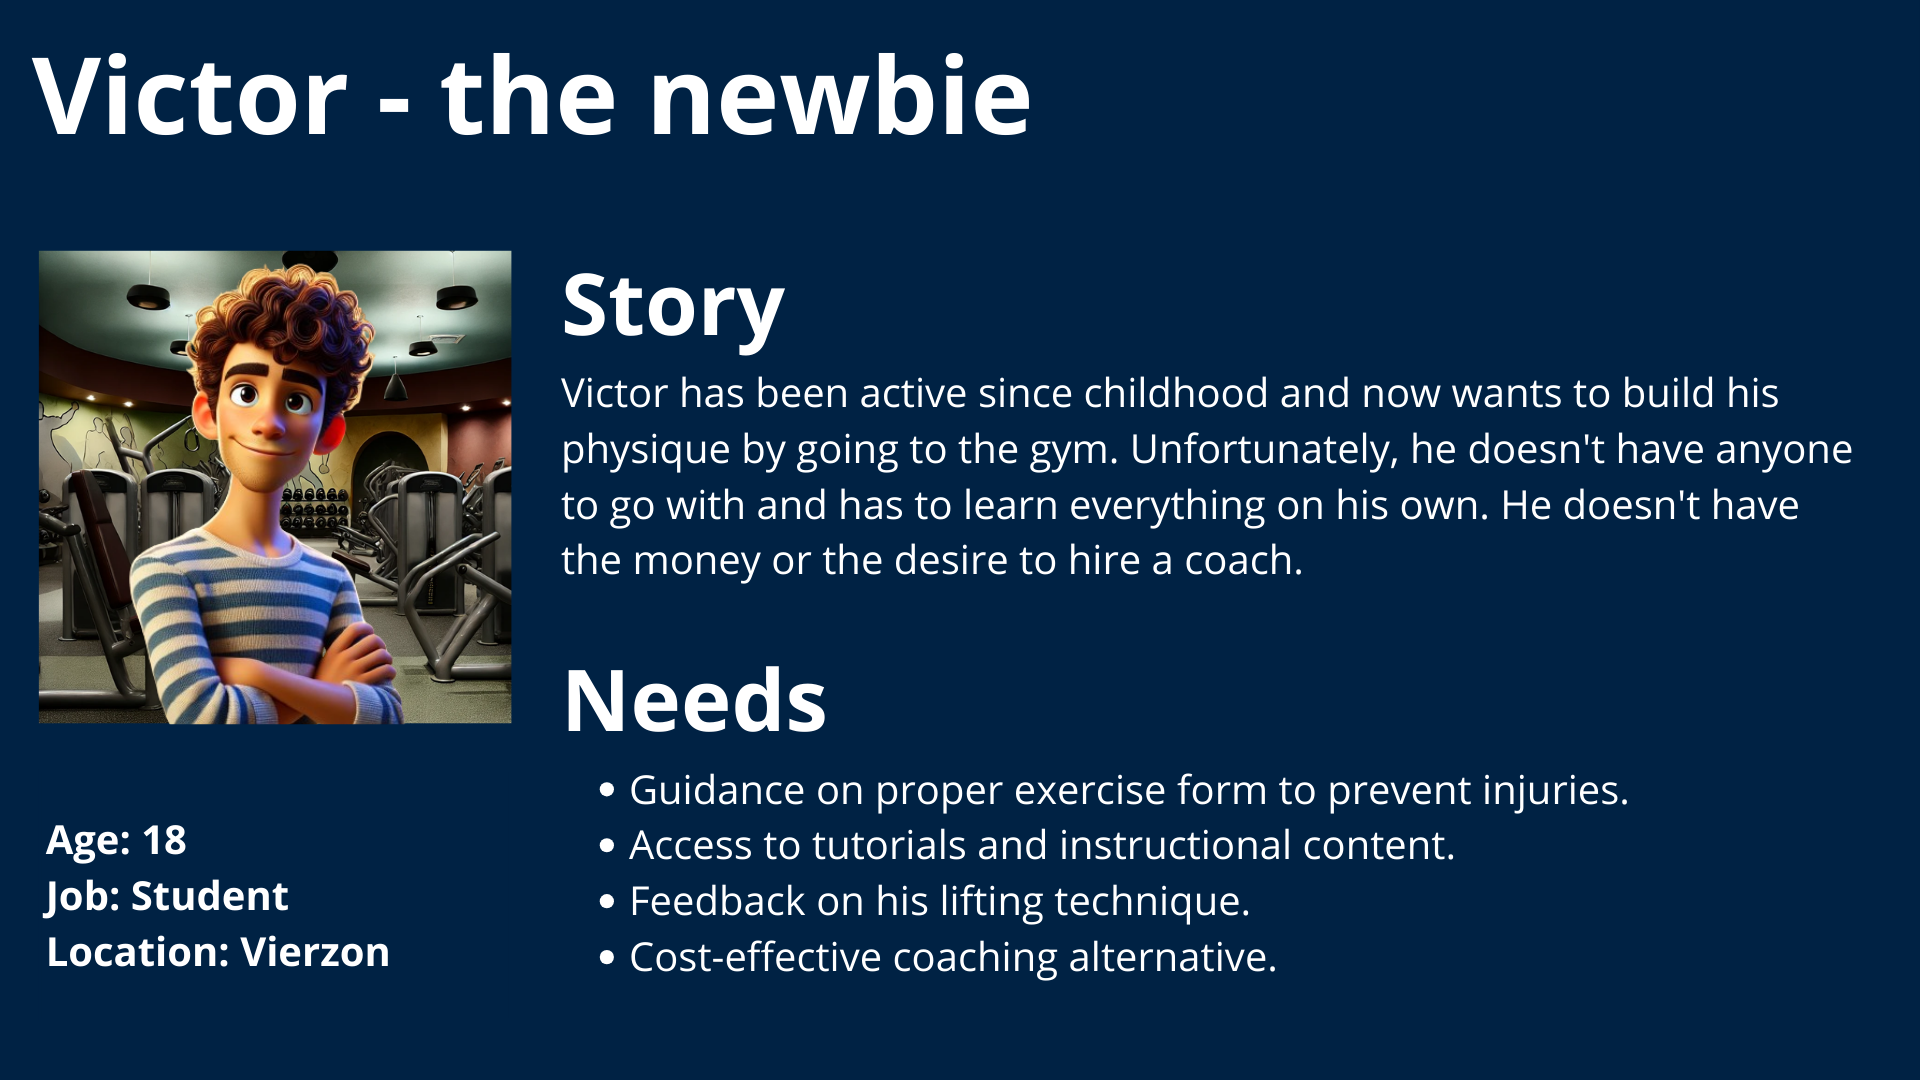 Victor - the newbie
Story
Victor has been active since childhood and now wants to build his
physique by going to the gym. Unfortunately, he doesn't have anyone
to go with and has to learn everything on his own. He doesn't have
the money or the desire to hire a coach.
Needs
• Guidance on proper exercise form to prevent injuries.
• Access to tutorials and instructional content.
• Feedback on his lifting technique.
• Cost-effective coaching alternative.
Age: 18
Job: Student
Location: Vierzon